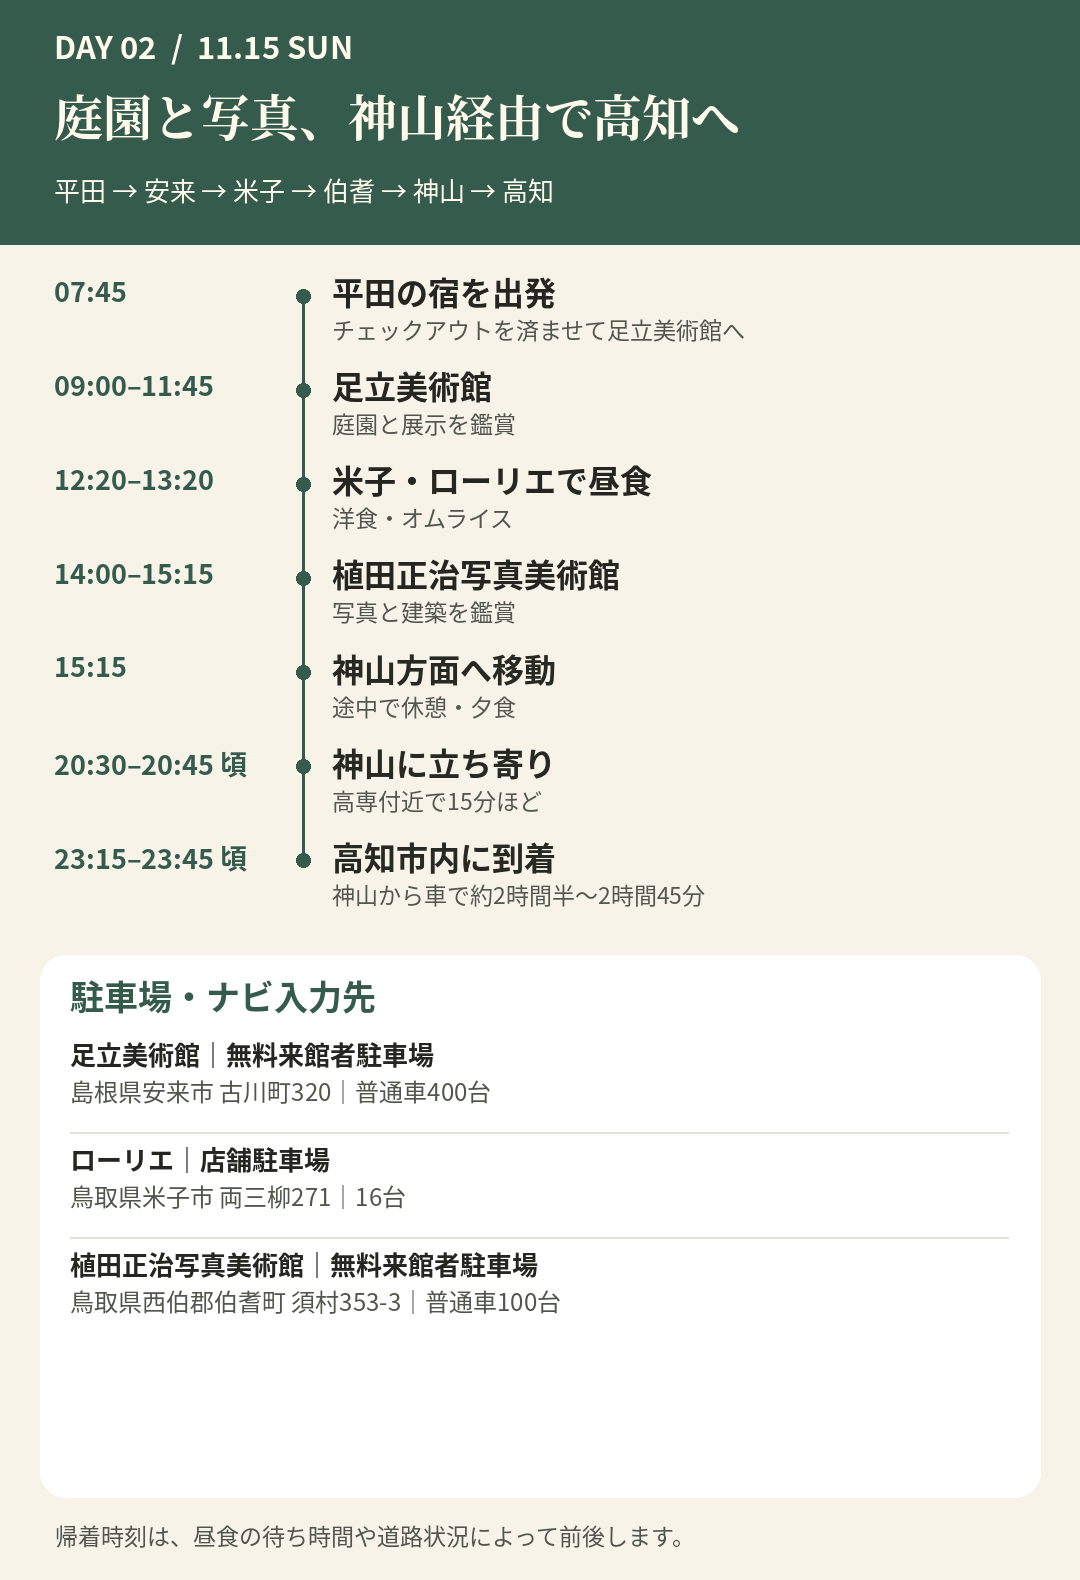 DAY 02 / 11.15 SUN
庭園と写真、神山経由で高知へ
平田 → 安来 → 米子 → 伯耆 → 神山 → 高知
07:45
平田の宿を出発
チェックアウトを済ませて足立美術館へ
09:00–11:45
足立美術館
庭園と展示を鑑賞
12:20–13:20
米子・ローリエで昼食
洋食・オムライス
14:00–15:15
植田正治写真美術館
写真と建築を鑑賞
15:15
神山方面へ移動
途中で休憩・夕食
20:30–20:45 頃
神山に立ち寄り
高専付近で15分ほど
23:15–23:45 頃
高知市内に到着
神山から車で約2時間半〜2時間45分
駐車場・ナビ入力先
足立美術館｜無料来館者駐車場
島根県安来市 古川町320｜普通車400台
ローリエ｜店舗駐車場
鳥取県米子市 両三柳271｜16台
植田正治写真美術館｜無料来館者駐車場
鳥取県西伯郡伯耆町 須村353-3｜普通車100台
帰着時刻は、昼食の待ち時間や道路状況によって前後します。